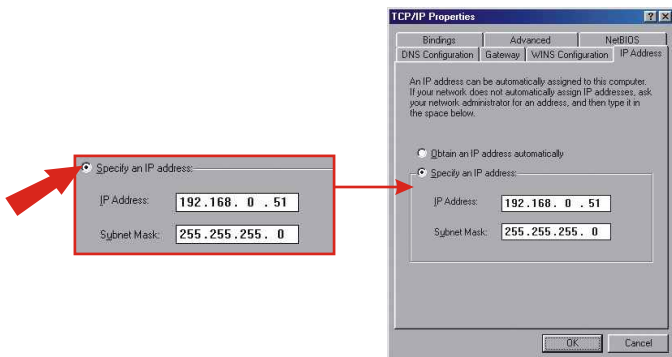 TCP/IP Properties
Bindings Advanced NetBIOS
DNS Configuration Gateway WINS Configuration IP Address
An IP address can be automatically assigned to this computer.
If your network does not automatically assign IP addresses, ask
your network administrator for an address, and then type it in
the space below.
Obtain an IP address automatically
Specify an IP address:
IP Address: 192.168. 0 .51
Subnet Mask: 255.255.255. 0
OK Cancel
Specify an IP address:
IP Address: 192.168. 0 .51
Subnet Mask: 255.255.255. 0